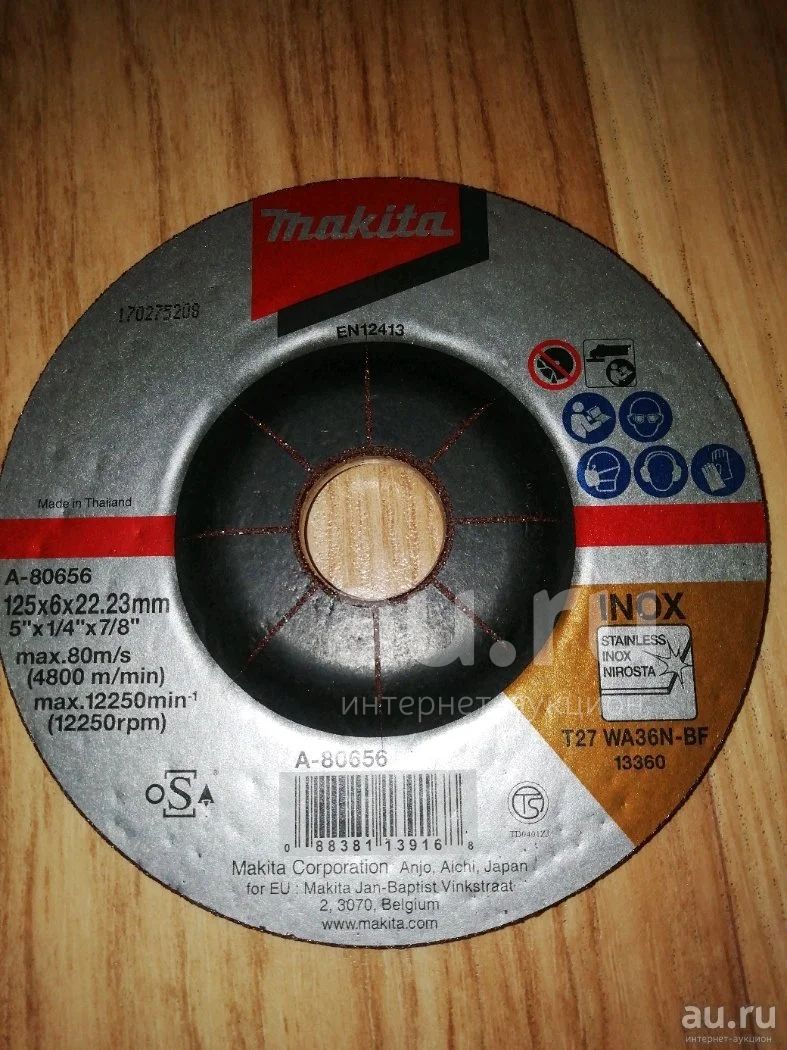 makita
170275208
EN12413
Made in Thailand
A-80656
125x6x22.23mm
5"x1/4"x7/8"
max.80m/s
(4800 m/min)
max.12250min-1
(12250rpm)
INOX
STAINLESS
INOX
NIROSTA
T27 WA36N-BF
13360
au.ru
интернет-аукцион
A-80656
oSA
0 88381 13916 8
TS
Makita Corporation Anjo, Aichi, Japan
for EU : Makita Jan-Baptist Vinkstraat
2, 3070, Belgium
www.makita.com
au.ru
интернет-аукцион